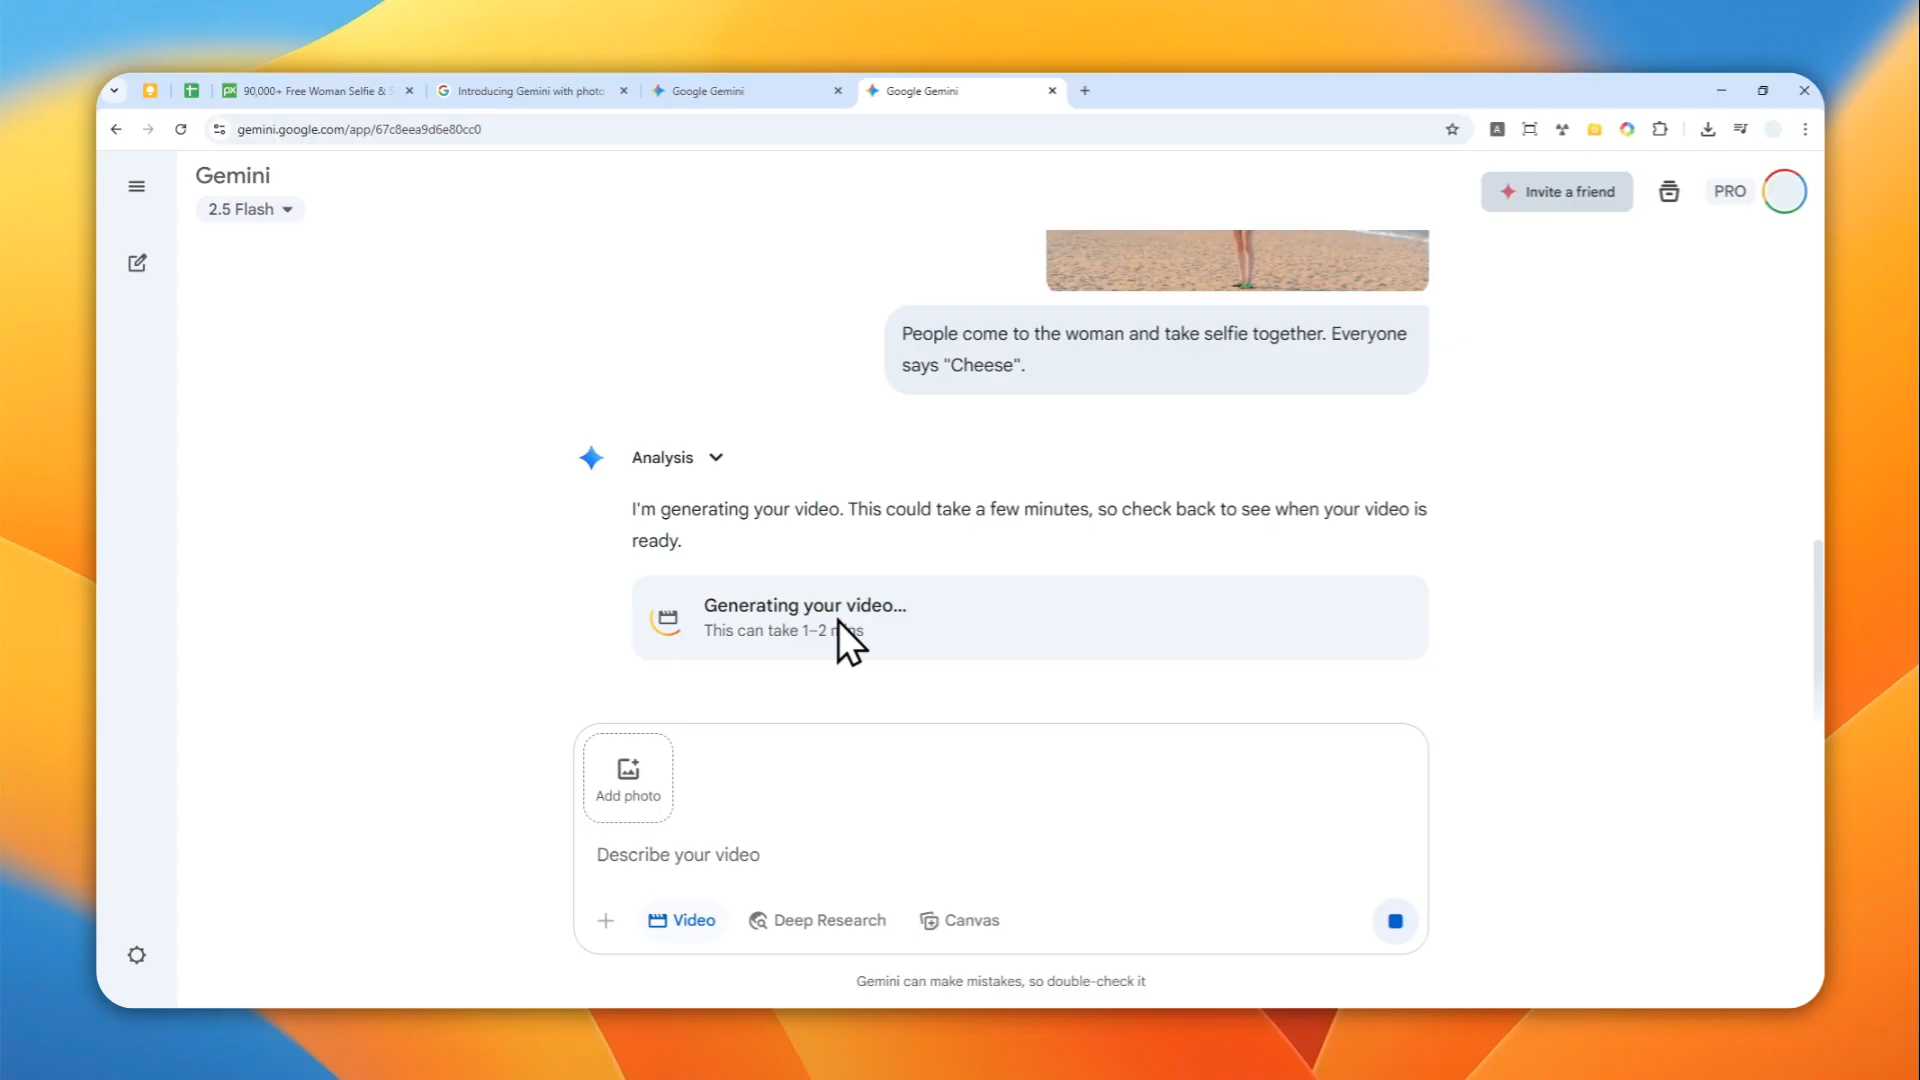 90,000+ Free Woman Selfie & S
Introducing Gemini with photo
Google Gemini
Google Gemini
gemini.google.com/app/67c8eea9d6e80cc0
Gemini
2.5 Flash
Invite a friend
PRO
People come to the woman and take selfie together. Everyone
says "Cheese".
Analysis
I'm generating your video. This could take a few minutes, so check back to see when your video is
ready.
Generating your video...
This can take 1–2 mins
Add photo
Describe your video
Video
Deep Research
Canvas
Gemini can make mistakes, so double-check it